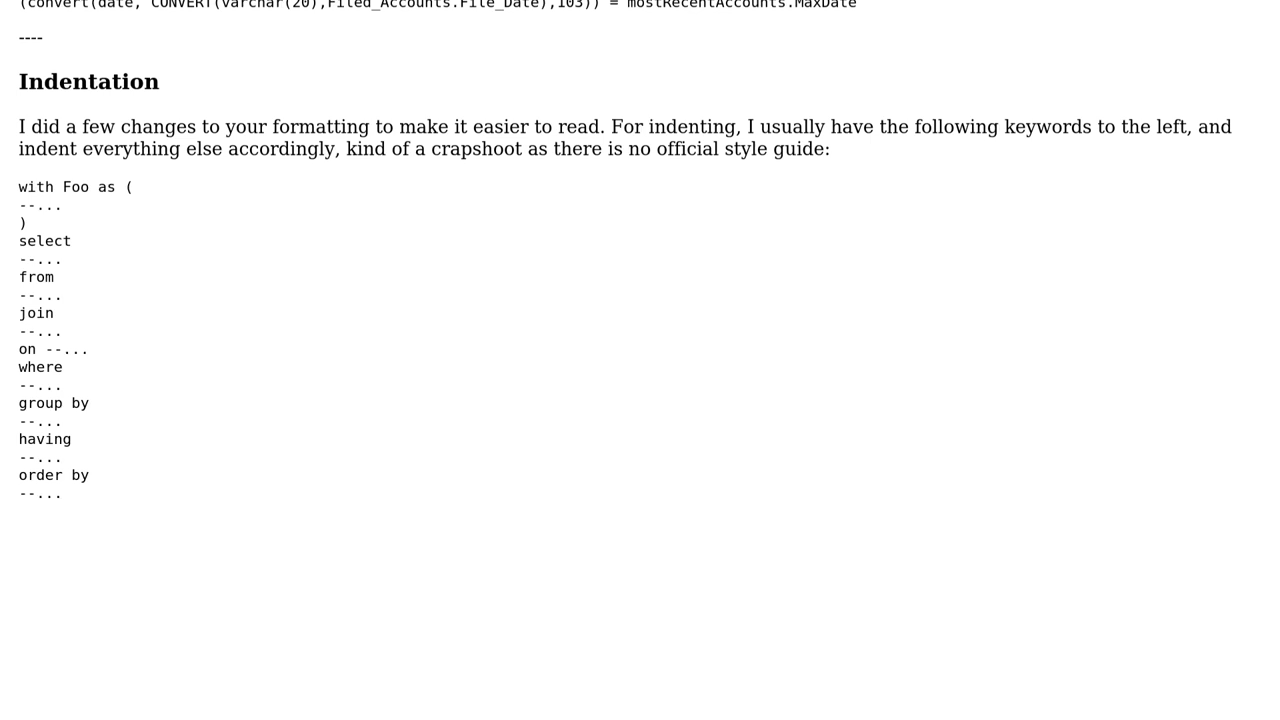 (convert(date, CONVERT(varchar(20),Filed_Accounts.File_Date),103)) = mostRecentAccounts.MaxDate
----
Indentation
I did a few changes to your formatting to make it easier to read. For indenting, I usually have the following keywords to the left, and
indent everything else accordingly, kind of a crapshoot as there is no official style guide:
with Foo as (
--...
)
select
--...
from
--...
join
--...
on --...
where
--...
group by
--...
having
--...
order by
--...